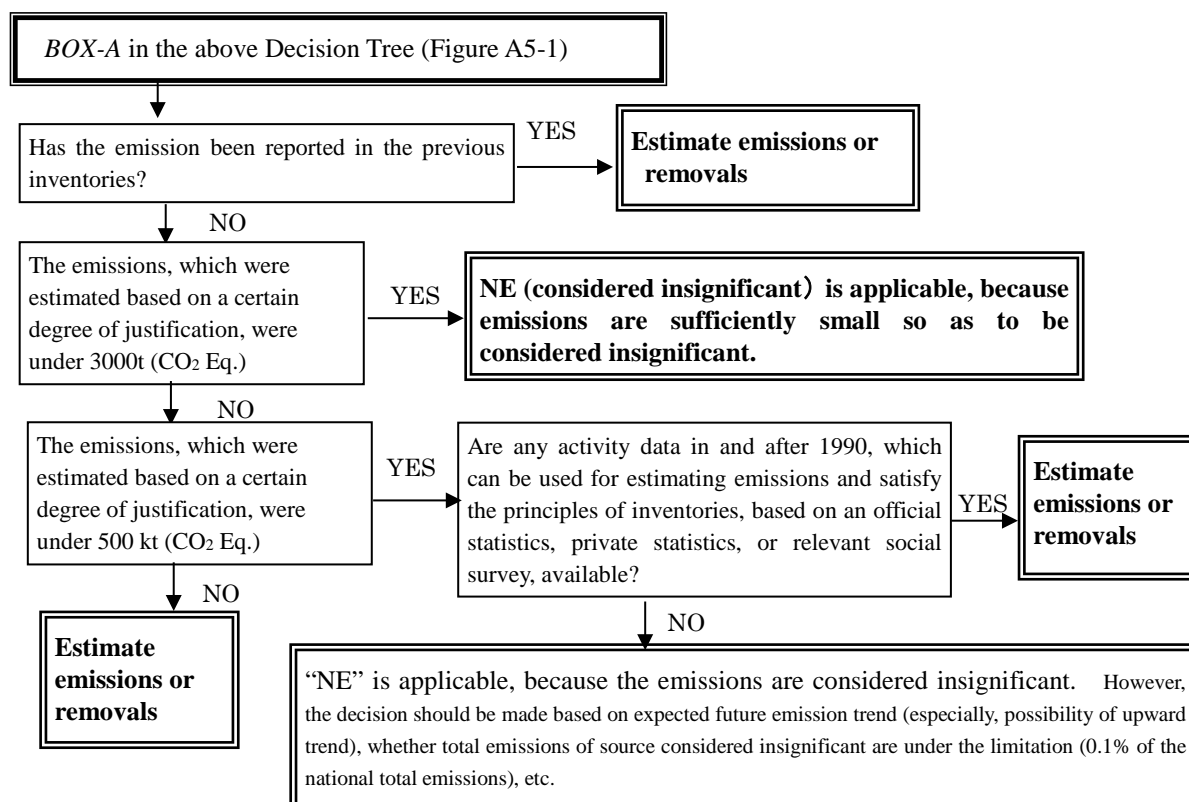 BOX-A in the above Decision Tree (Figure A5-1)
Has the emission been reported in the previous
inventories?
YES
Estimate emissions or
removals
NO
The emissions, which were
estimated based on a certain
degree of justification, were
under 3000t (CO2 Eq.)
YES
NE (considered insignificant）is applicable, because
emissions are sufficiently small so as to be
considered insignificant.
NO
The emissions, which were
estimated based on a certain
degree of justification, were
under 500 kt (CO2 Eq.)
YES
Are any activity data in and after 1990, which
can be used for estimating emissions and satisfy
the principles of inventories, based on an official
statistics, private statistics, or relevant social
survey, available?
YES
Estimate
emissions or
removals
NO
Estimate
emissions or
removals
NO
“NE” is applicable, because the emissions are considered insignificant. However,
the decision should be made based on expected future emission trend (especially, possibility of upward
trend), whether total emissions of source considered insignificant are under the limitation (0.1% of the
national total emissions), etc.